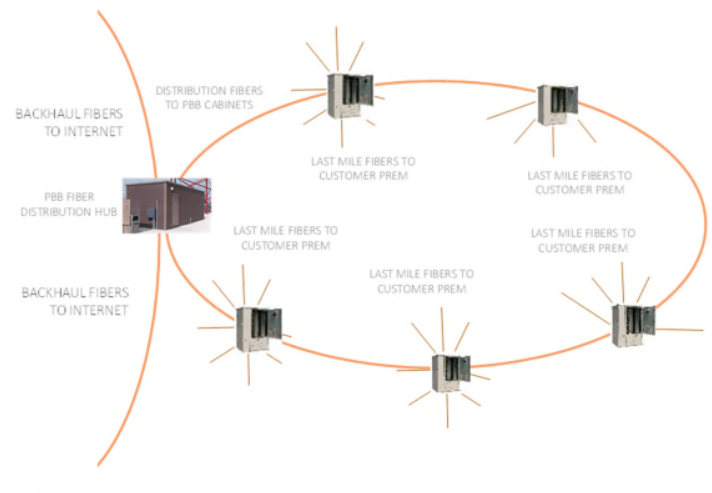 DISTRIBUTION FIBERS
TO PBB CABINETS
BACKHAUL FIBERS
TO INTERNET
LAST MILE FIBERS TO
CUSTOMER PREM
LAST MILE FIBERS TO
CUSTOMER PREM
PBB FIBER
DISTRIBUTION HUB
LAST MILE FIBERS TO
CUSTOMER PREM
LAST MILE FIBERS TO
CUSTOMER PREM
LAST MILE FIBERS TO
CUSTOMER PREM
BACKHAUL FIBERS
TO INTERNET